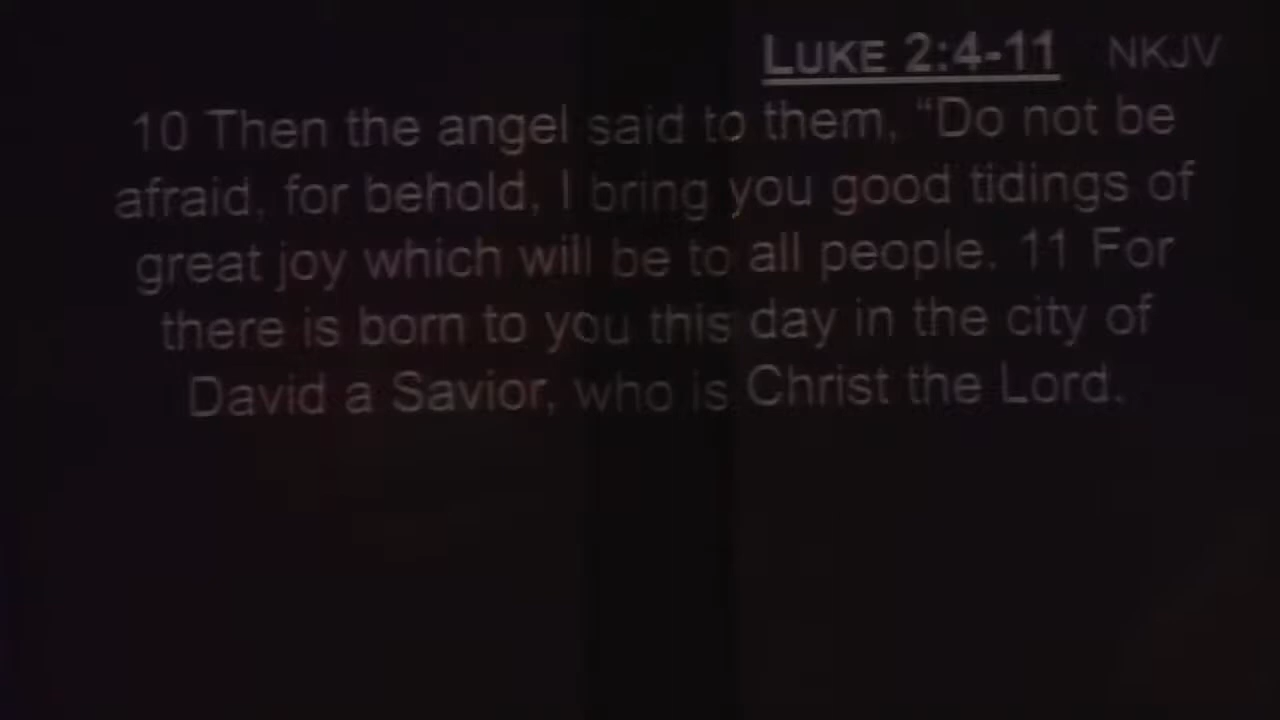 LUKE 2:4-11 NKJV
10 Then the angel said to them, “Do not be
afraid, for behold, I bring you good tidings of
great joy which will be to all people. 11 For
there is born to you this day in the city of
David a Savior, who is Christ the Lord.